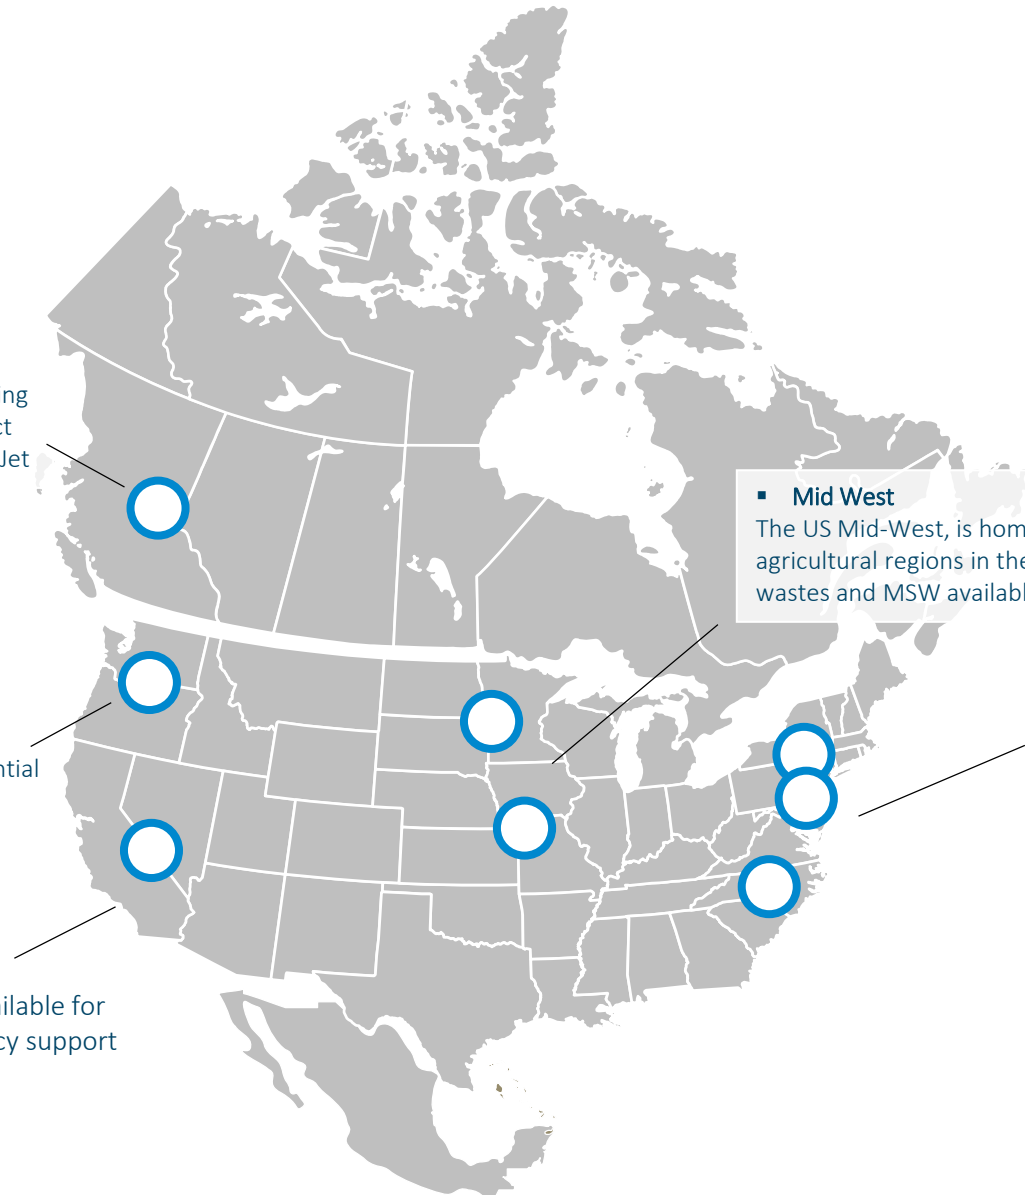 ing
ct
Jet
▪ Mid West
The US Mid-West, is hom
agricultural regions in the
wastes and MSW availabl
ntial
ilable for
cy support